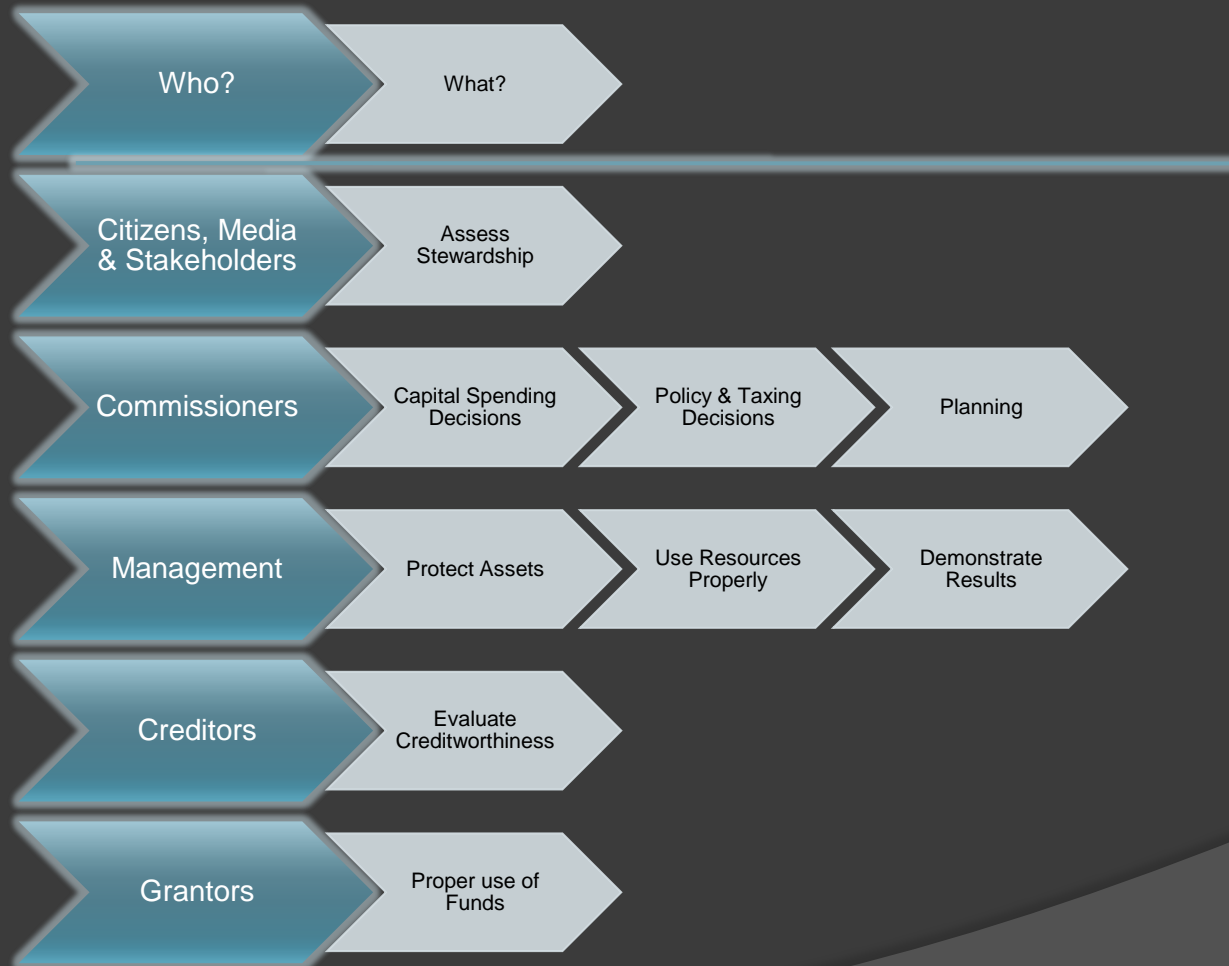 Who?
What?
Citizens, Media
& Stakeholders
Assess
Stewardship
Commissioners
Capital Spending
Decisions
Policy & Taxing
Decisions
Planning
Management
Protect Assets
Use Resources
Properly
Demonstrate
Results
Creditors
Evaluate
Creditworthiness
Grantors
Proper use of
Funds